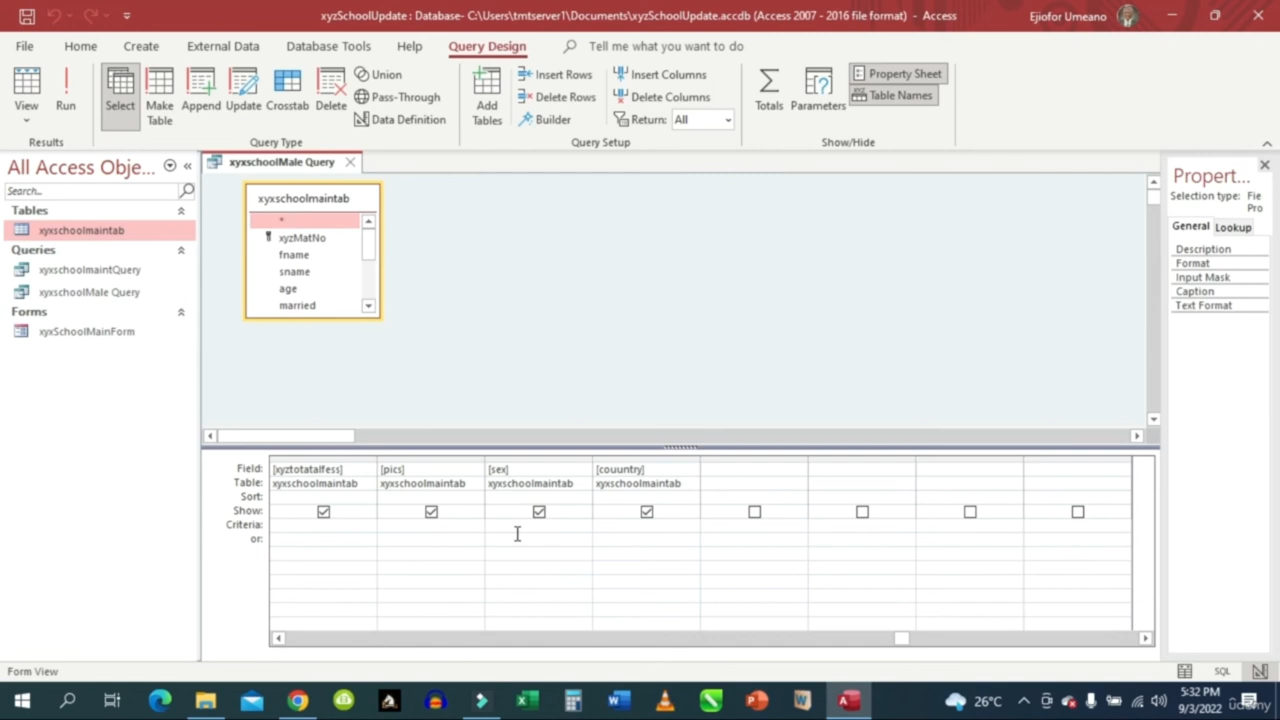 xyzSchoolUpdate : Database- C:\Users\tmtserver1\Documents\xyzSchoolUpdate.accdb (Access 2007 - 2016 file format) - Access
Ejiofor Umeano
File Home Create External Data Database Tools Help Query Design Tell me what you want to do
View
Run
Select
Make Table
Append
Update
Crosstab
Delete
Union
Pass-Through
Data Definition
Add Tables
Insert Rows
Delete Rows
Builder
Insert Columns
Delete Columns
Return: All
Totals
Parameters
Property Sheet
Table Names
Results
Query Type
Query Setup
Show/Hide
All Access Obje...
Search...
Tables
xyxschoolmaintab
Queries
xyxschoolmaintQuery
xyxschoolMale Query
Forms
xyxSchoolMainForm
xyxschoolMale Query
xyxschoolmaintab
*
xyzMatNo
fname
sname
age
married
Field: [xyztotatalfess] [pics] [sex] [couuntry]
Table: xyxschoolmaintab xyxschoolmaintab xyxschoolmaintab xyxschoolmaintab
Sort:
Show:
Criteria:
or:
Propert...
Selection type: Fie
Pro
General Lookup
Description
Format
Input Mask
Caption
Text Format
Form View
SQL
26°C
5:32 PM
9/3/2022
ûdemy